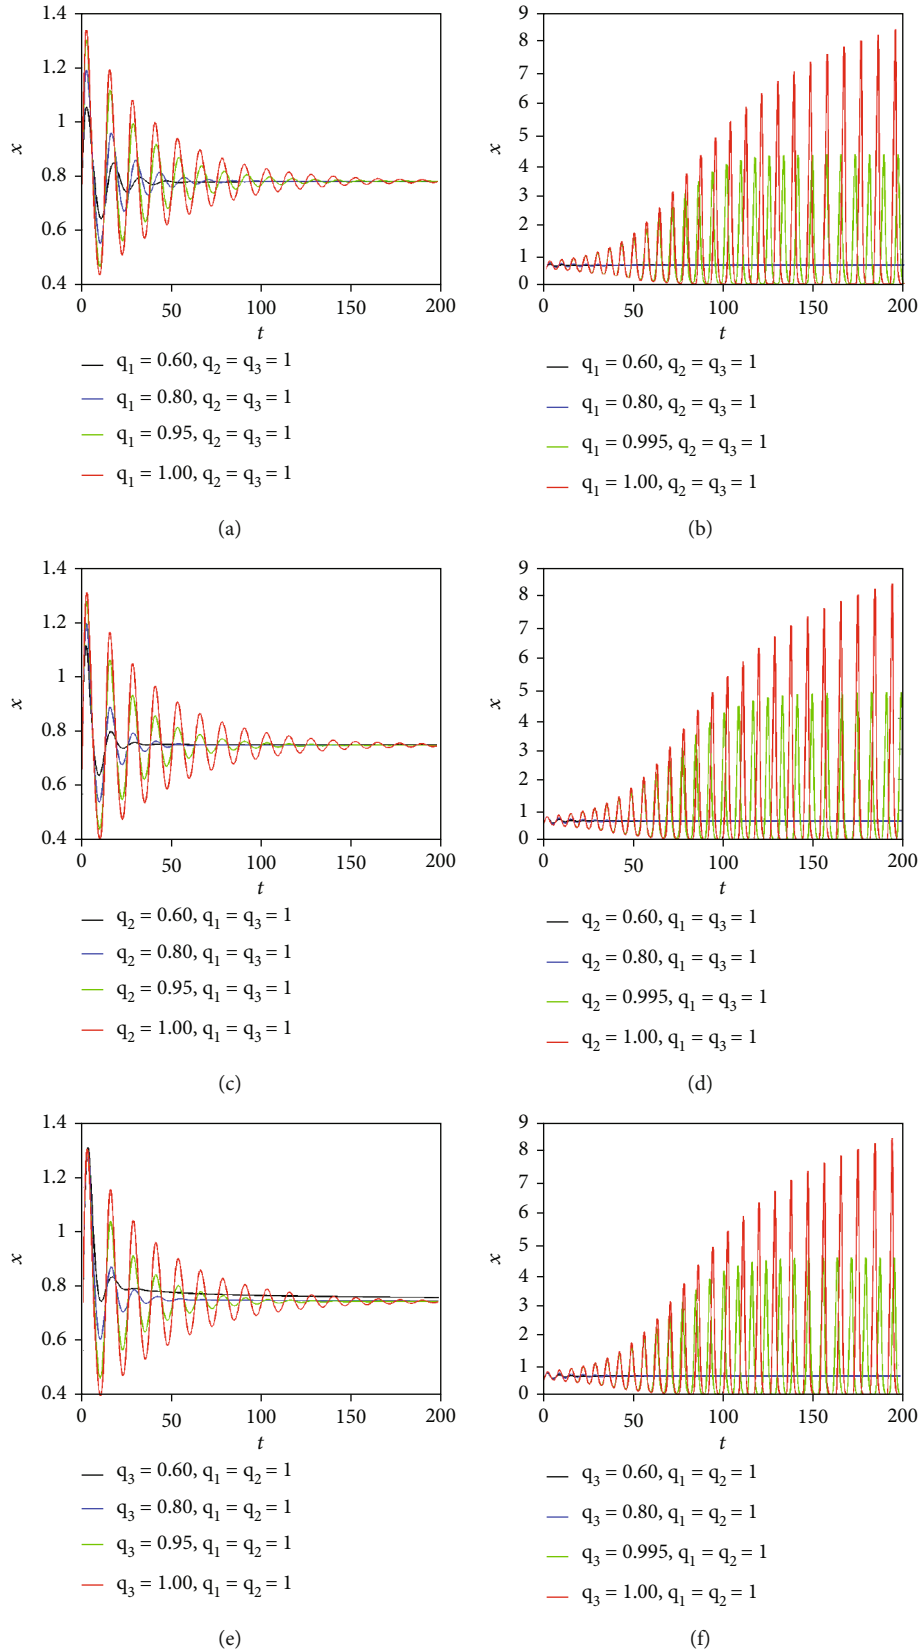 1.4
1.2
1
0.8
0.6
0.4
x
0 50 100 150 200
t
q1 = 0.60, q2 = q3 = 1
q1 = 0.80, q2 = q3 = 1
q1 = 0.95, q2 = q3 = 1
q1 = 1.00, q2 = q3 = 1
(a)
9
8
7
6
5
4
3
2
1
0
x
0 50 100 150 200
t
q1 = 0.60, q2 = q3 = 1
q1 = 0.80, q2 = q3 = 1
q1 = 0.995, q2 = q3 = 1
q1 = 1.00, q2 = q3 = 1
(b)
1.4
1.2
1
0.8
0.6
0.4
x
0 50 100 150 200
t
q2 = 0.60, q1 = q3 = 1
q2 = 0.80, q1 = q3 = 1
q2 = 0.95, q1 = q3 = 1
q2 = 1.00, q1 = q3 = 1
(c)
9
8
7
6
5
4
3
2
1
0
x
0 50 100 150 200
t
q2 = 0.60, q1 = q3 = 1
q2 = 0.80, q1 = q3 = 1
q2 = 0.995, q1 = q3 = 1
q2 = 1.00, q1 = q3 = 1
(d)
1.4
1.2
1
0.8
0.6
0.4
x
0 50 100 150 200
t
q3 = 0.60, q1 = q2 = 1
q3 = 0.80, q1 = q2 = 1
q3 = 0.95, q1 = q2 = 1
q3 = 1.00, q1 = q2 = 1
(e)
9
8
7
6
5
4
3
2
1
0
x
0 50 100 150 200
t
q3 = 0.60, q1 = q2 = 1
q3 = 0.80, q1 = q2 = 1
q3 = 0.995, q1 = q2 = 1
q3 = 1.00, q1 = q2 = 1
(f)